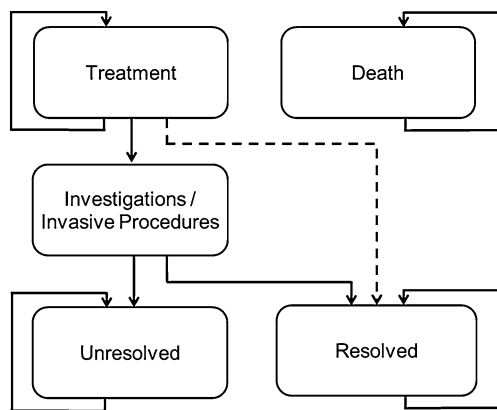 Treatment
Death
Investigations /
Invasive Procedures
Unresolved
Resolved